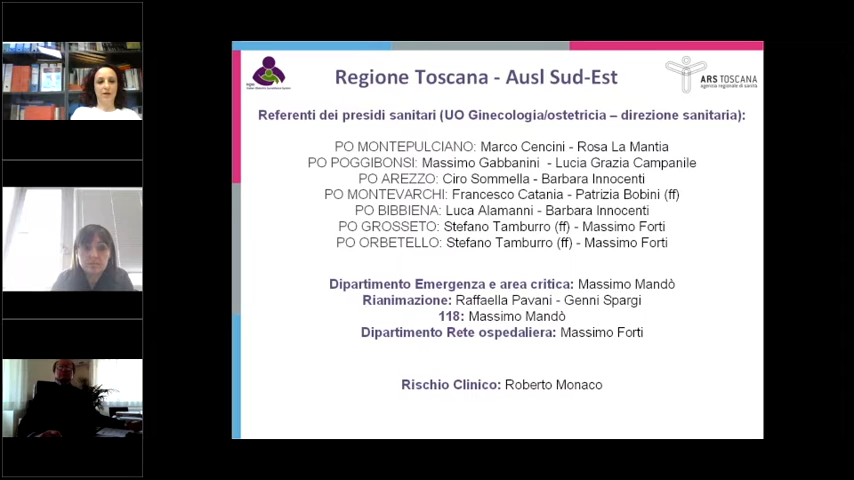 Regione Toscana - Ausl Sud-Est
ARS TOSCANA
agenzia regionale di sanità
Referenti dei presidi sanitari (UO Ginecologia/ostetricia – direzione sanitaria):
PO MONTEPULCIANO: Marco Cencini - Rosa La Mantia
PO POGGIBONSI: Massimo Gabbanini - Lucia Grazia Campanile
PO AREZZO: Ciro Sommella - Barbara Innocenti
PO MONTEVARCHI: Francesco Catania - Patrizia Bobini (ff)
PO BIBBIENA: Luca Alamanni - Barbara Innocenti
PO GROSSETO: Stefano Tamburro (ff) - Massimo Forti
PO ORBETELLO: Stefano Tamburro (ff) - Massimo Forti
Dipartimento Emergenza e area critica: Massimo Mandò
Rianimazione: Raffaella Pavani - Genni Spargi
118: Massimo Mandò
Dipartimento Rete ospedaliera: Massimo Forti
Rischio Clinico: Roberto Monaco